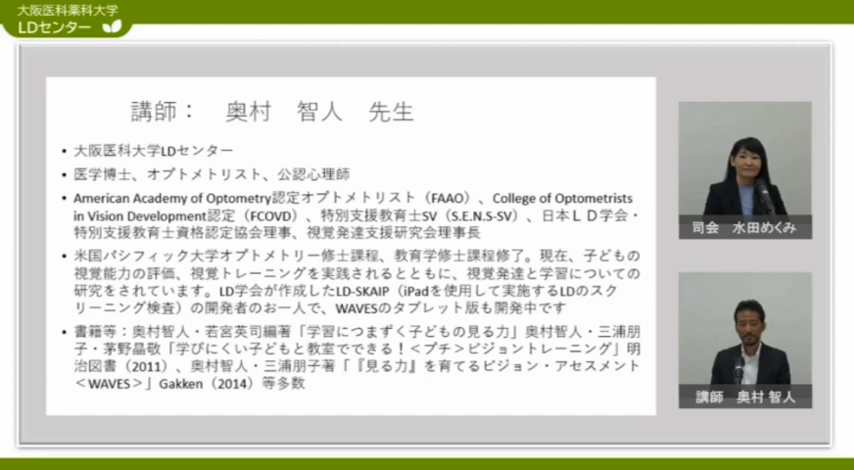 大阪医科薬科大学
LDセンター
講師： 奥村 智人 先生
• 大阪医科大学LDセンター
• 医学博士、オプトメトリスト、公認心理師
• American Academy of Optometry認定オプトメトリスト（FAAO）、College of Optometrists
in Vision Development認定（FCOVD）、特別支援教育士SV（S.E.N.S-SV）、日本ＬＤ学会・
特別支援教育士資格認定協会理事、視覚発達支援研究会理事長
• 米国パシフィック大学オプトメトリー修士課程、教育学修士課程修了。現在、子どもの
視覚能力の評価、視覚トレーニングを実践されるとともに、視覚発達と学習についての
研究をされています。LD学会が作成したLD-SKAIP（iPadを使用して実施するLDのスク
リーニング検査）の開発者のお一人で、WAVESのタブレット版も開発中です
• 書籍等：奥村智人・若宮英司編著「学習につまずく子どもの見る力」奥村智人・三浦朋
子・茅野晶敬「学びにくい子どもと教室でできる！＜プチ＞ビジョントレーニング」明
治図書（2011）、奥村智人・三浦朋子著「『見る力』を育てるビジョン・アセスメント
＜WAVES＞」Gakken（2014）等多数
司会 水田めくみ
講師 奥村 智人